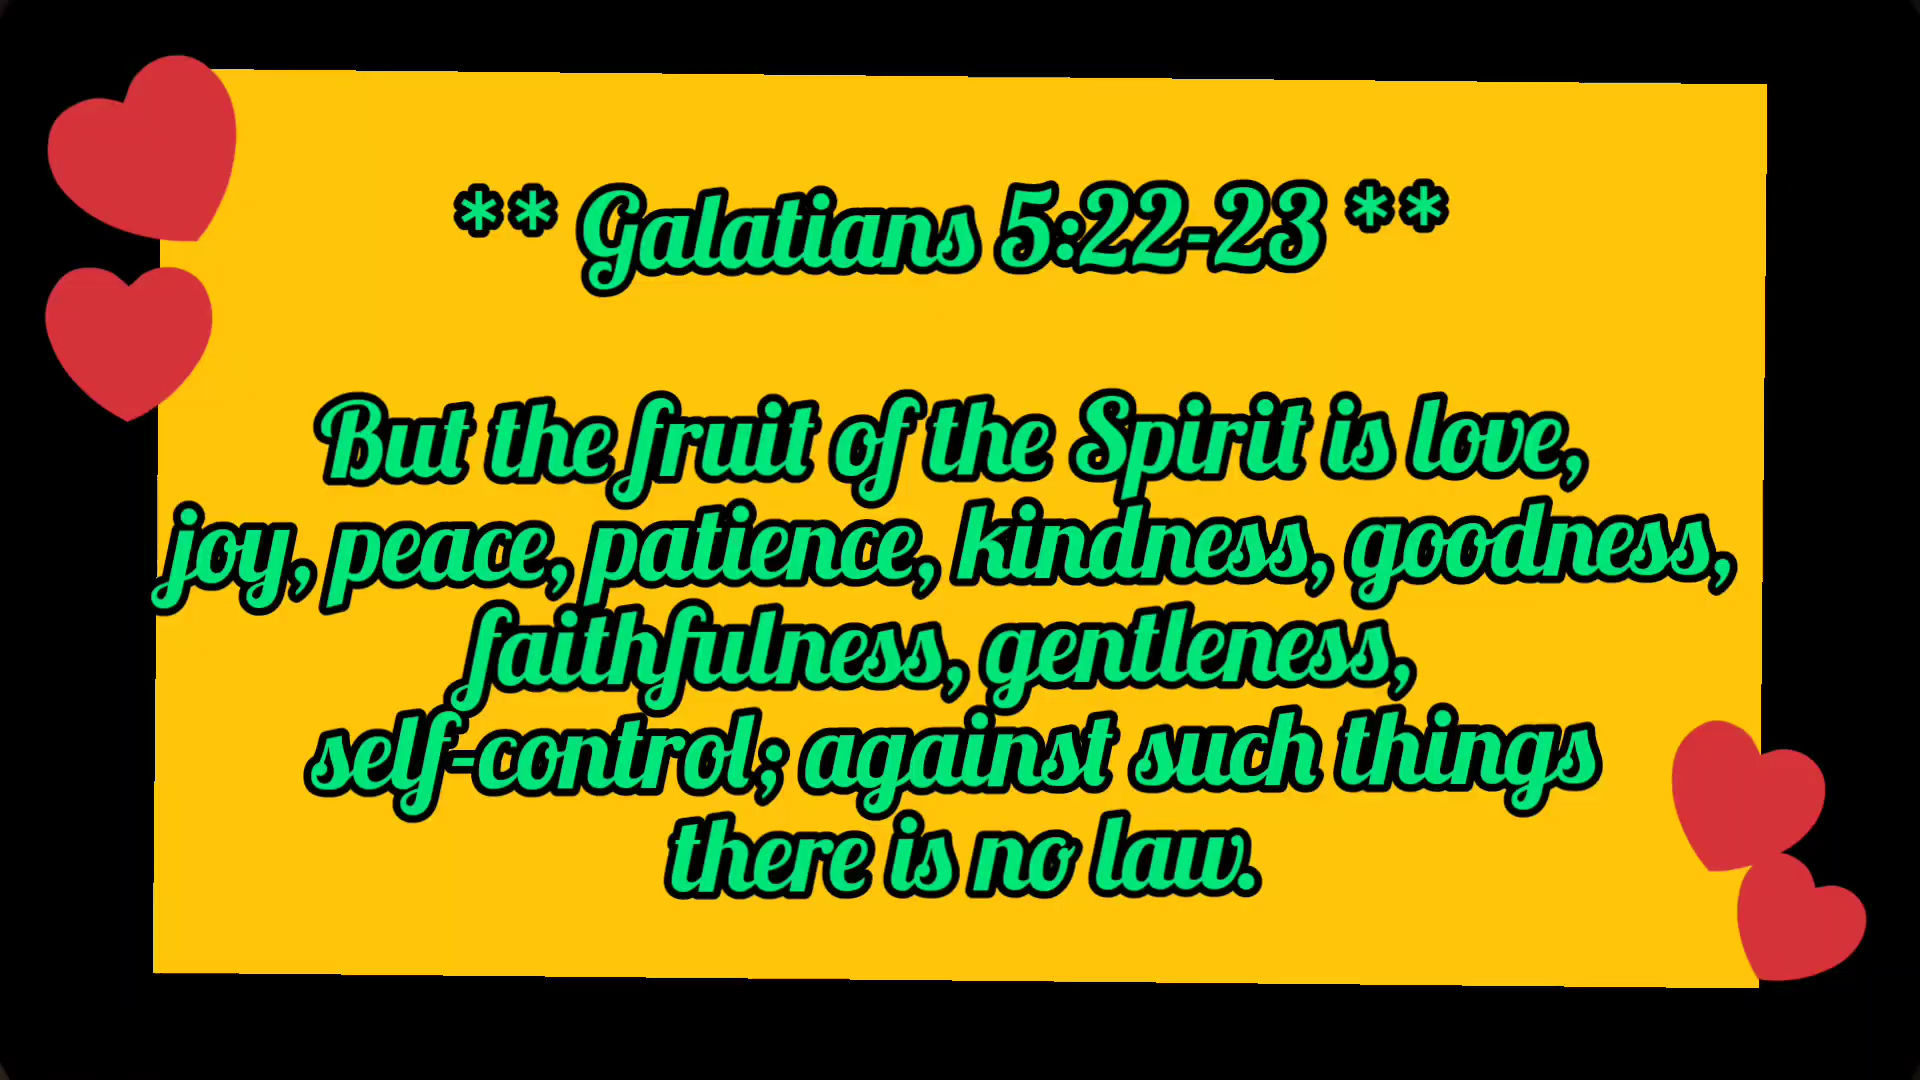 ** Galatians 5:22-23 **
But the fruit of the Spirit is love,
joy, peace, patience, kindness, goodness,
faithfulness, gentleness,
self-control; against such things
there is no law.